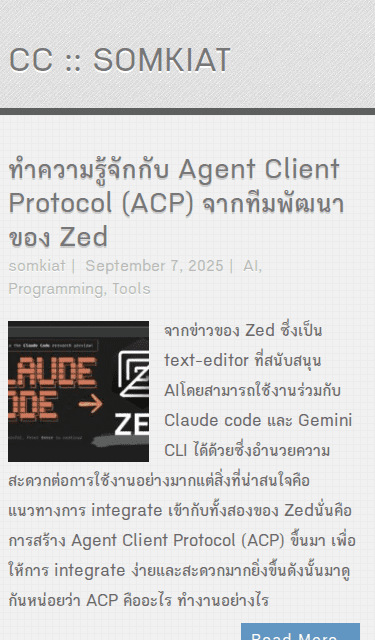 CC :: SOMKIAT
ทำความรู้จักกับ Agent Client
Protocol (ACP) จากทีมพัฒนา
ของ Zed
somkiat | September 7, 2025 | AI,
Programming, Tools
จากข่าวของ Zed ซึ่งเป็น
text-editor ที่สนับสนุน
AIโดยสามารถใช้งานร่วมกับ
Claude code และ Gemini
CLI ได้ด้วยซึ่งอำนวยความ
สะดวกต่อการใช้งานอย่างมากแต่สิ่งที่น่าสนใจคือ
แนวทางการ integrate เข้ากับทั้งสองของ Zedนั่นคือ
การสร้าง Agent Client Protocol (ACP) ขึ้นมา เพื่อ
ให้การ integrate ง่ายและสะดวกมากยิ่งขึ้นดังนั้นมาดู
กันหน่อยว่า ACP คืออะไร ทำงานอย่างไร
Read More